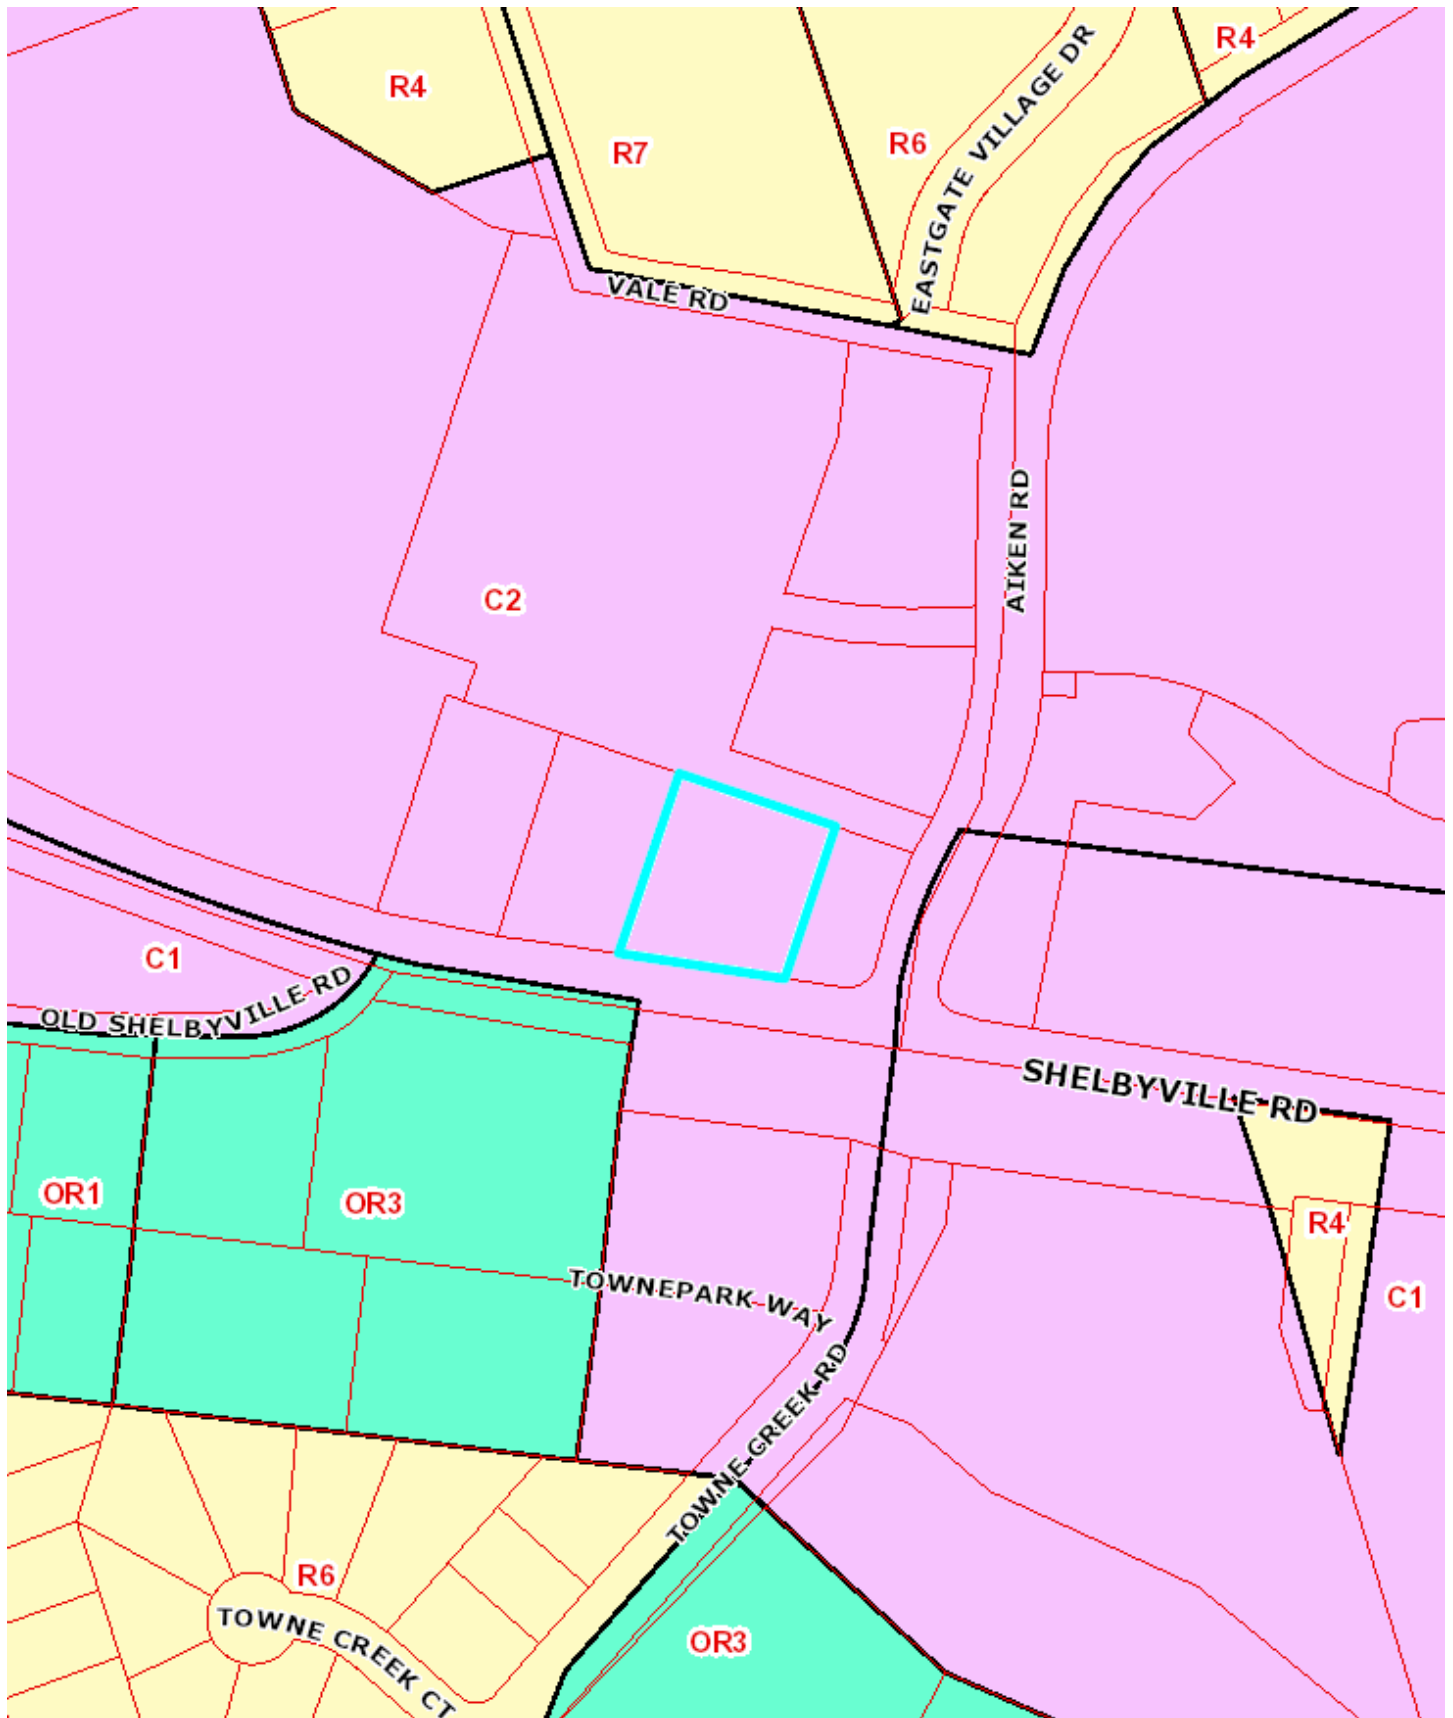 R4
R4
R7
R6
EASTGATE VILLAGE DR
VALE RD
AIKEN RD
C2
C1
OLD SHELBYVILLE RD
SHELBYVILLE RD
OR1
OR3
R4
TOWNEPARK WAY
C1
TOWNE CREEK RD
R6
TOWNE CREEK CT
OR3